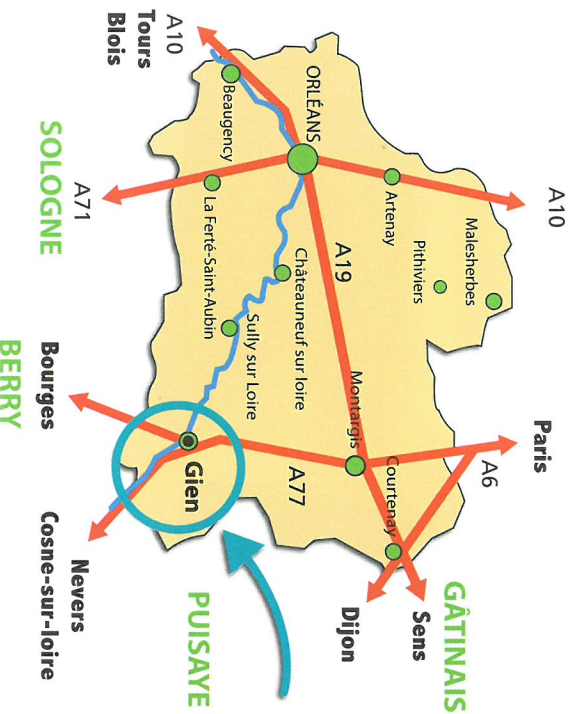 A10
Paris
A6
Malesherbes
GÂTINAIS
Pithiviers
Sens
Artenay
Courtenay
Montargis
Dijon
A19
ORLÉANS
Châteauneuf sur loire
A77
Sully sur Loire
Beaugency
La Ferté-Saint-Aubin
PUISAYE
Gien
A10
Tours
Blois
A71
SOLOGNE
Bourges
BERRY
Nevers
Cosne-sur-loire